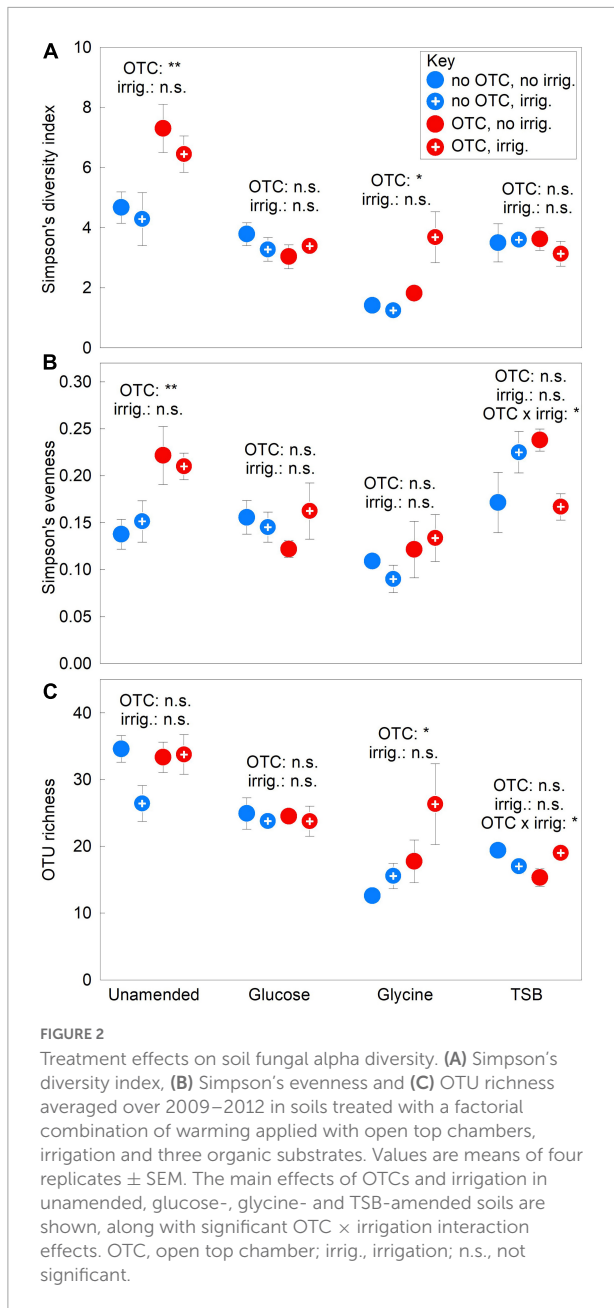 A
Simpson's diversity index
10
8
6
4
2
0
OTC: **
irrig.: n.s.
OTC: n.s.
irrig.: n.s.
OTC: *
irrig.: n.s.
OTC: n.s.
irrig.: n.s.
Key
no OTC, no irrig.
no OTC, irrig.
OTC, no irrig.
OTC, irrig.
B
Simpson's evenness
0.30
0.25
0.20
0.15
0.10
0.05
0.00
OTC: **
irrig.: n.s.
OTC: n.s.
irrig.: n.s.
OTC: n.s.
irrig.: n.s.
OTC: n.s.
irrig.: n.s.
OTC x irrig: *
C
OTU richness
40
30
20
10
0
OTC: n.s.
irrig.: n.s.
OTC: n.s.
irrig.: n.s.
OTC: *
irrig.: n.s.
OTC: n.s.
irrig.: n.s.
OTC x irrig: *
Unamended Glucose Glycine TSB
FIGURE 2
Treatment effects on soil fungal alpha diversity. (A) Simpson's
diversity index, (B) Simpson's evenness and (C) OTU richness
averaged over 2009–2012 in soils treated with a factorial
combination of warming applied with open top chambers,
irrigation and three organic substrates. Values are means of four
replicates ± SEM. The main effects of OTCs and irrigation in
unamended, glucose-, glycine- and TSB-amended soils are
shown, along with significant OTC × irrigation interaction
effects. OTC, open top chamber; irrig., irrigation; n.s., not
significant.